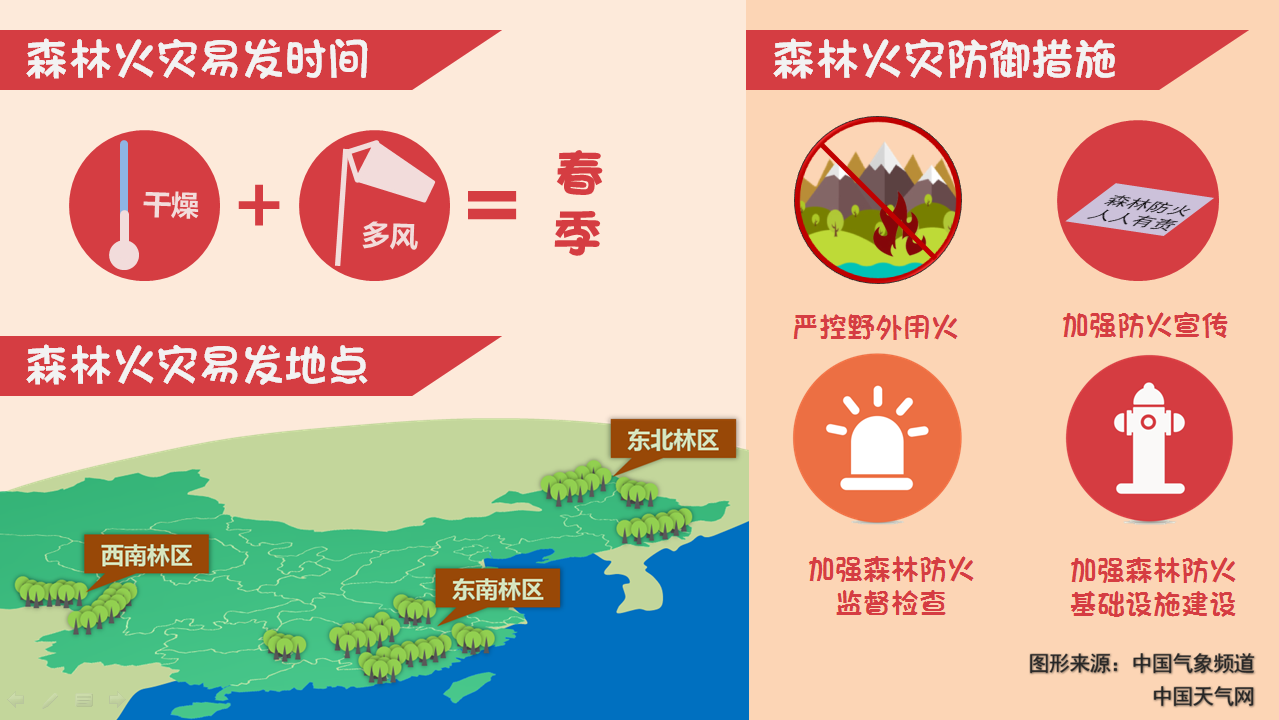 森林火灾易发时间
干燥
+
多风
=
春
季
森林火灾易发地点
东北林区
西南林区
东南林区
森林火灾防御措施
森林防火
人人有责
严控野外用火
加强防火宣传
加强森林防火
监督检查
加强森林防火
基础设施建设
图形来源：中国气象频道
中国天气网